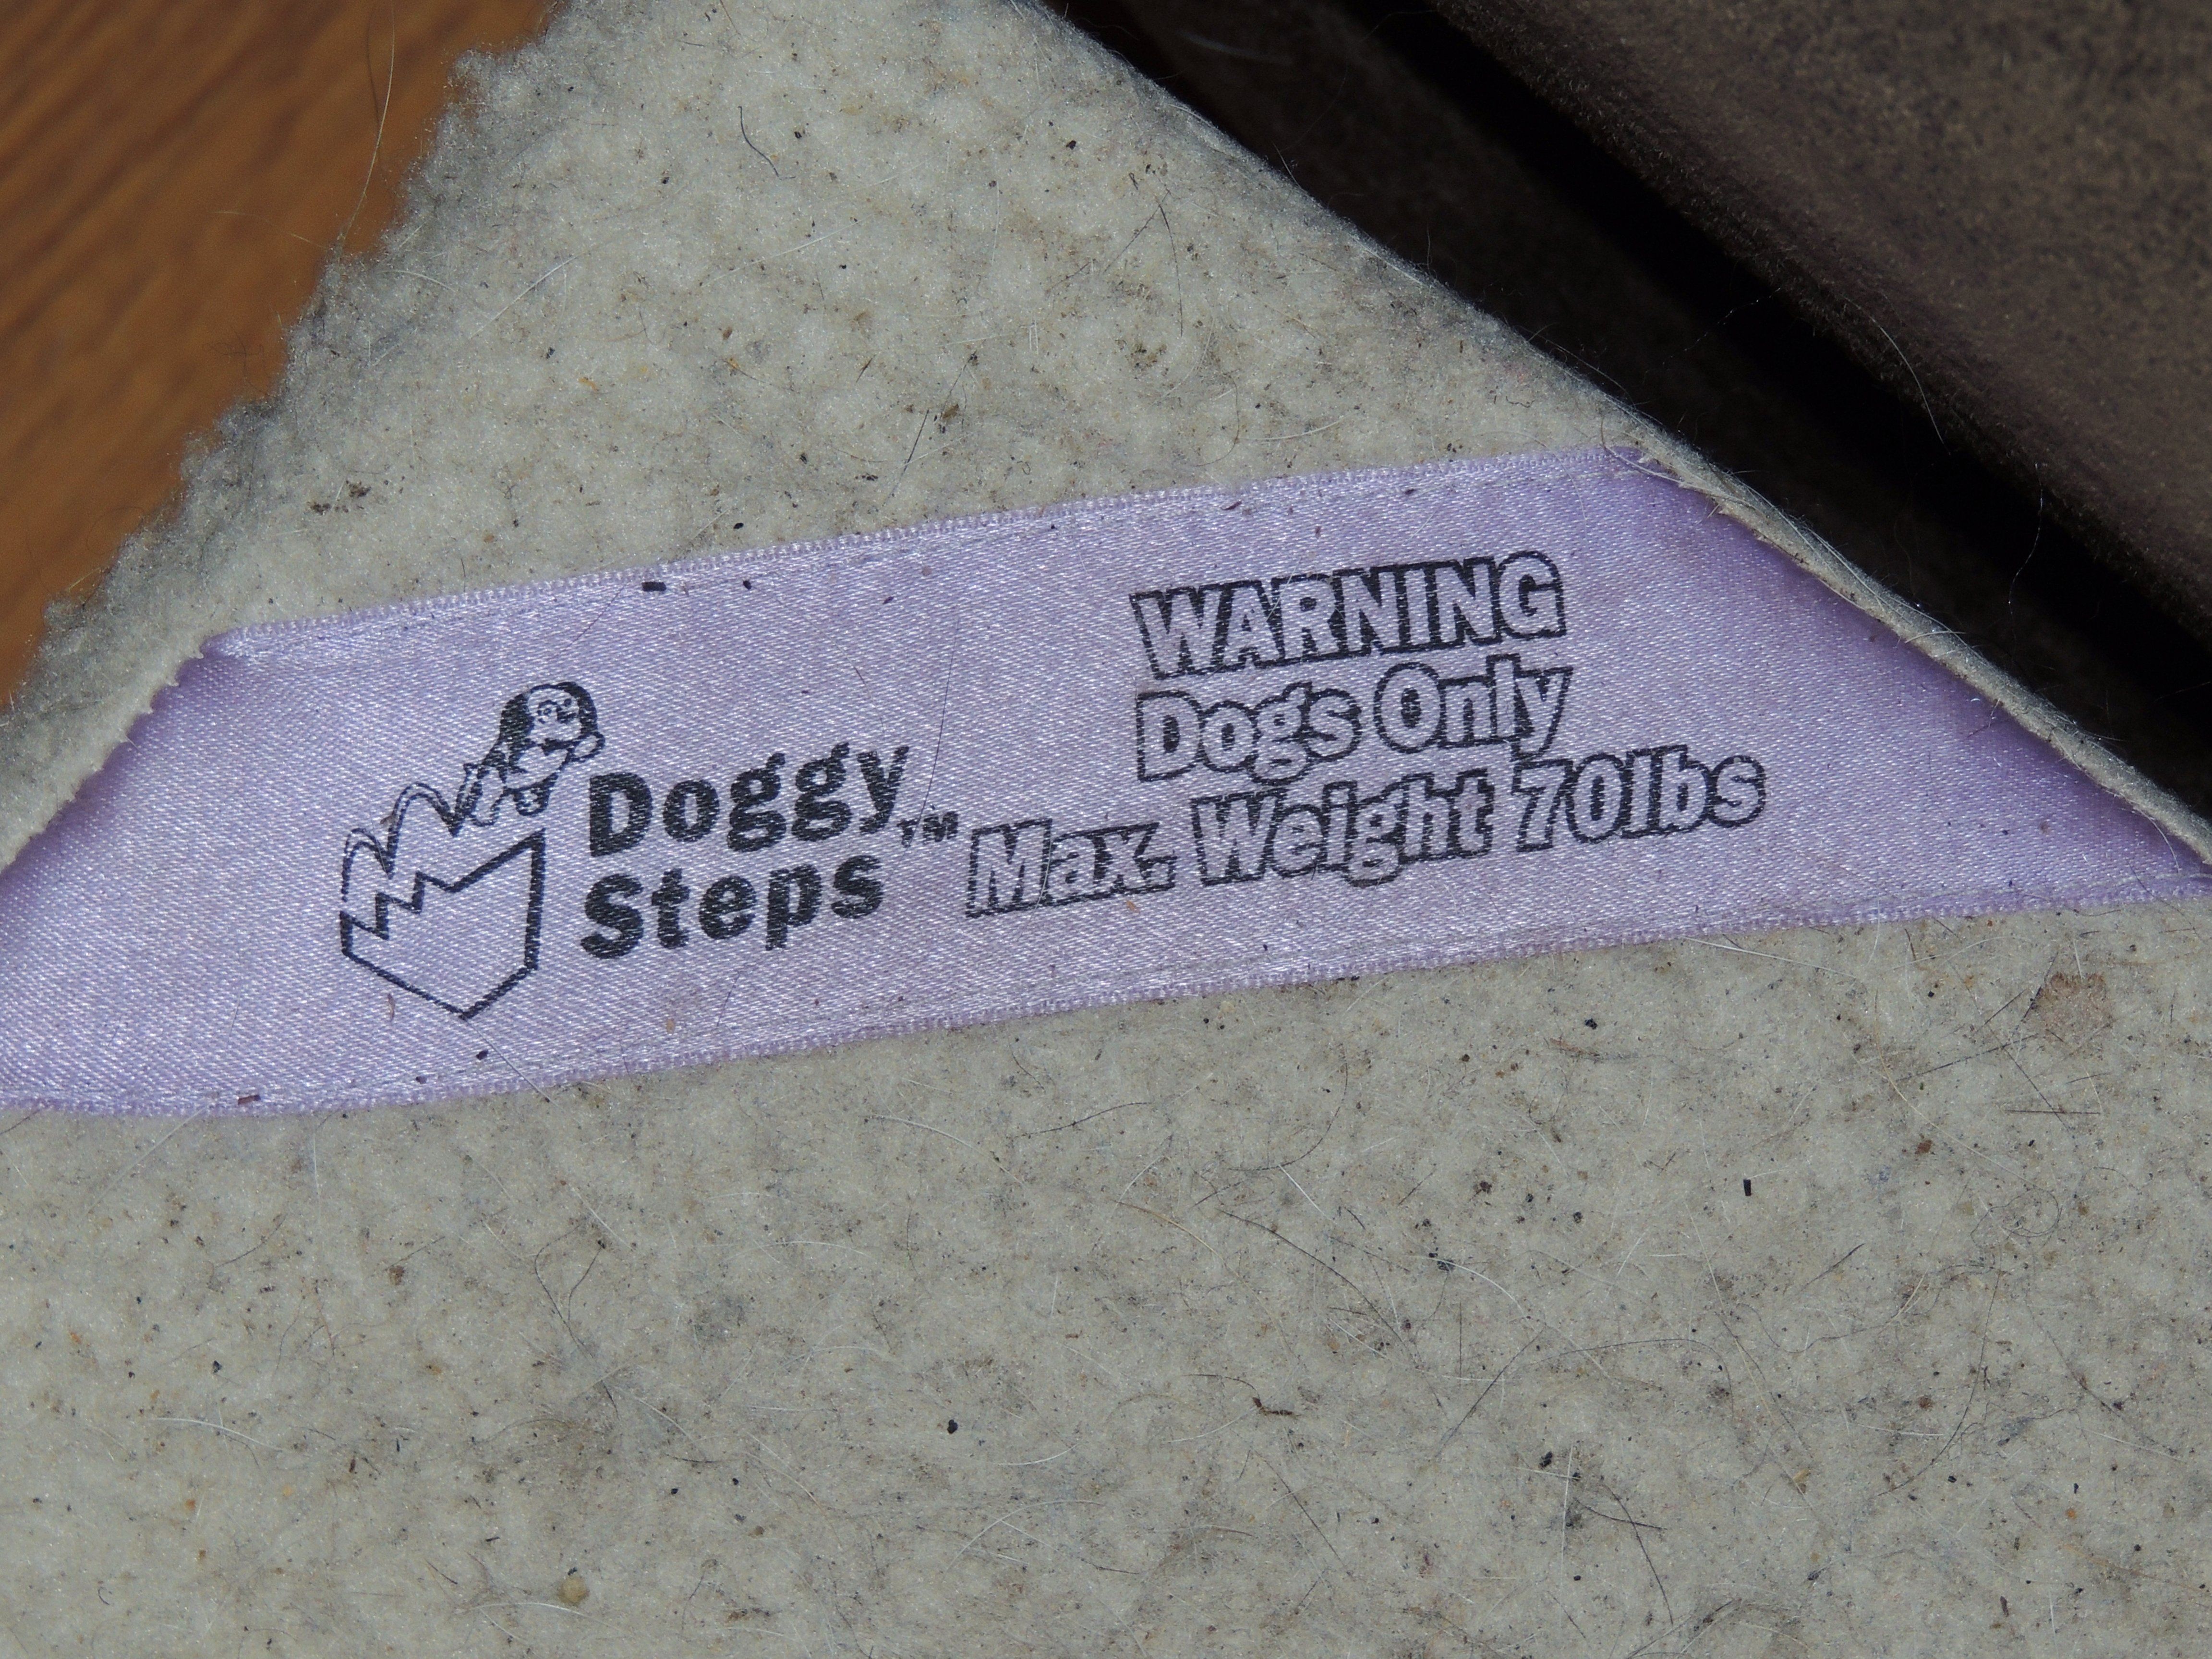 Doggy
Steps™
WARNING
Dogs Only
Max. Weight 70lbs